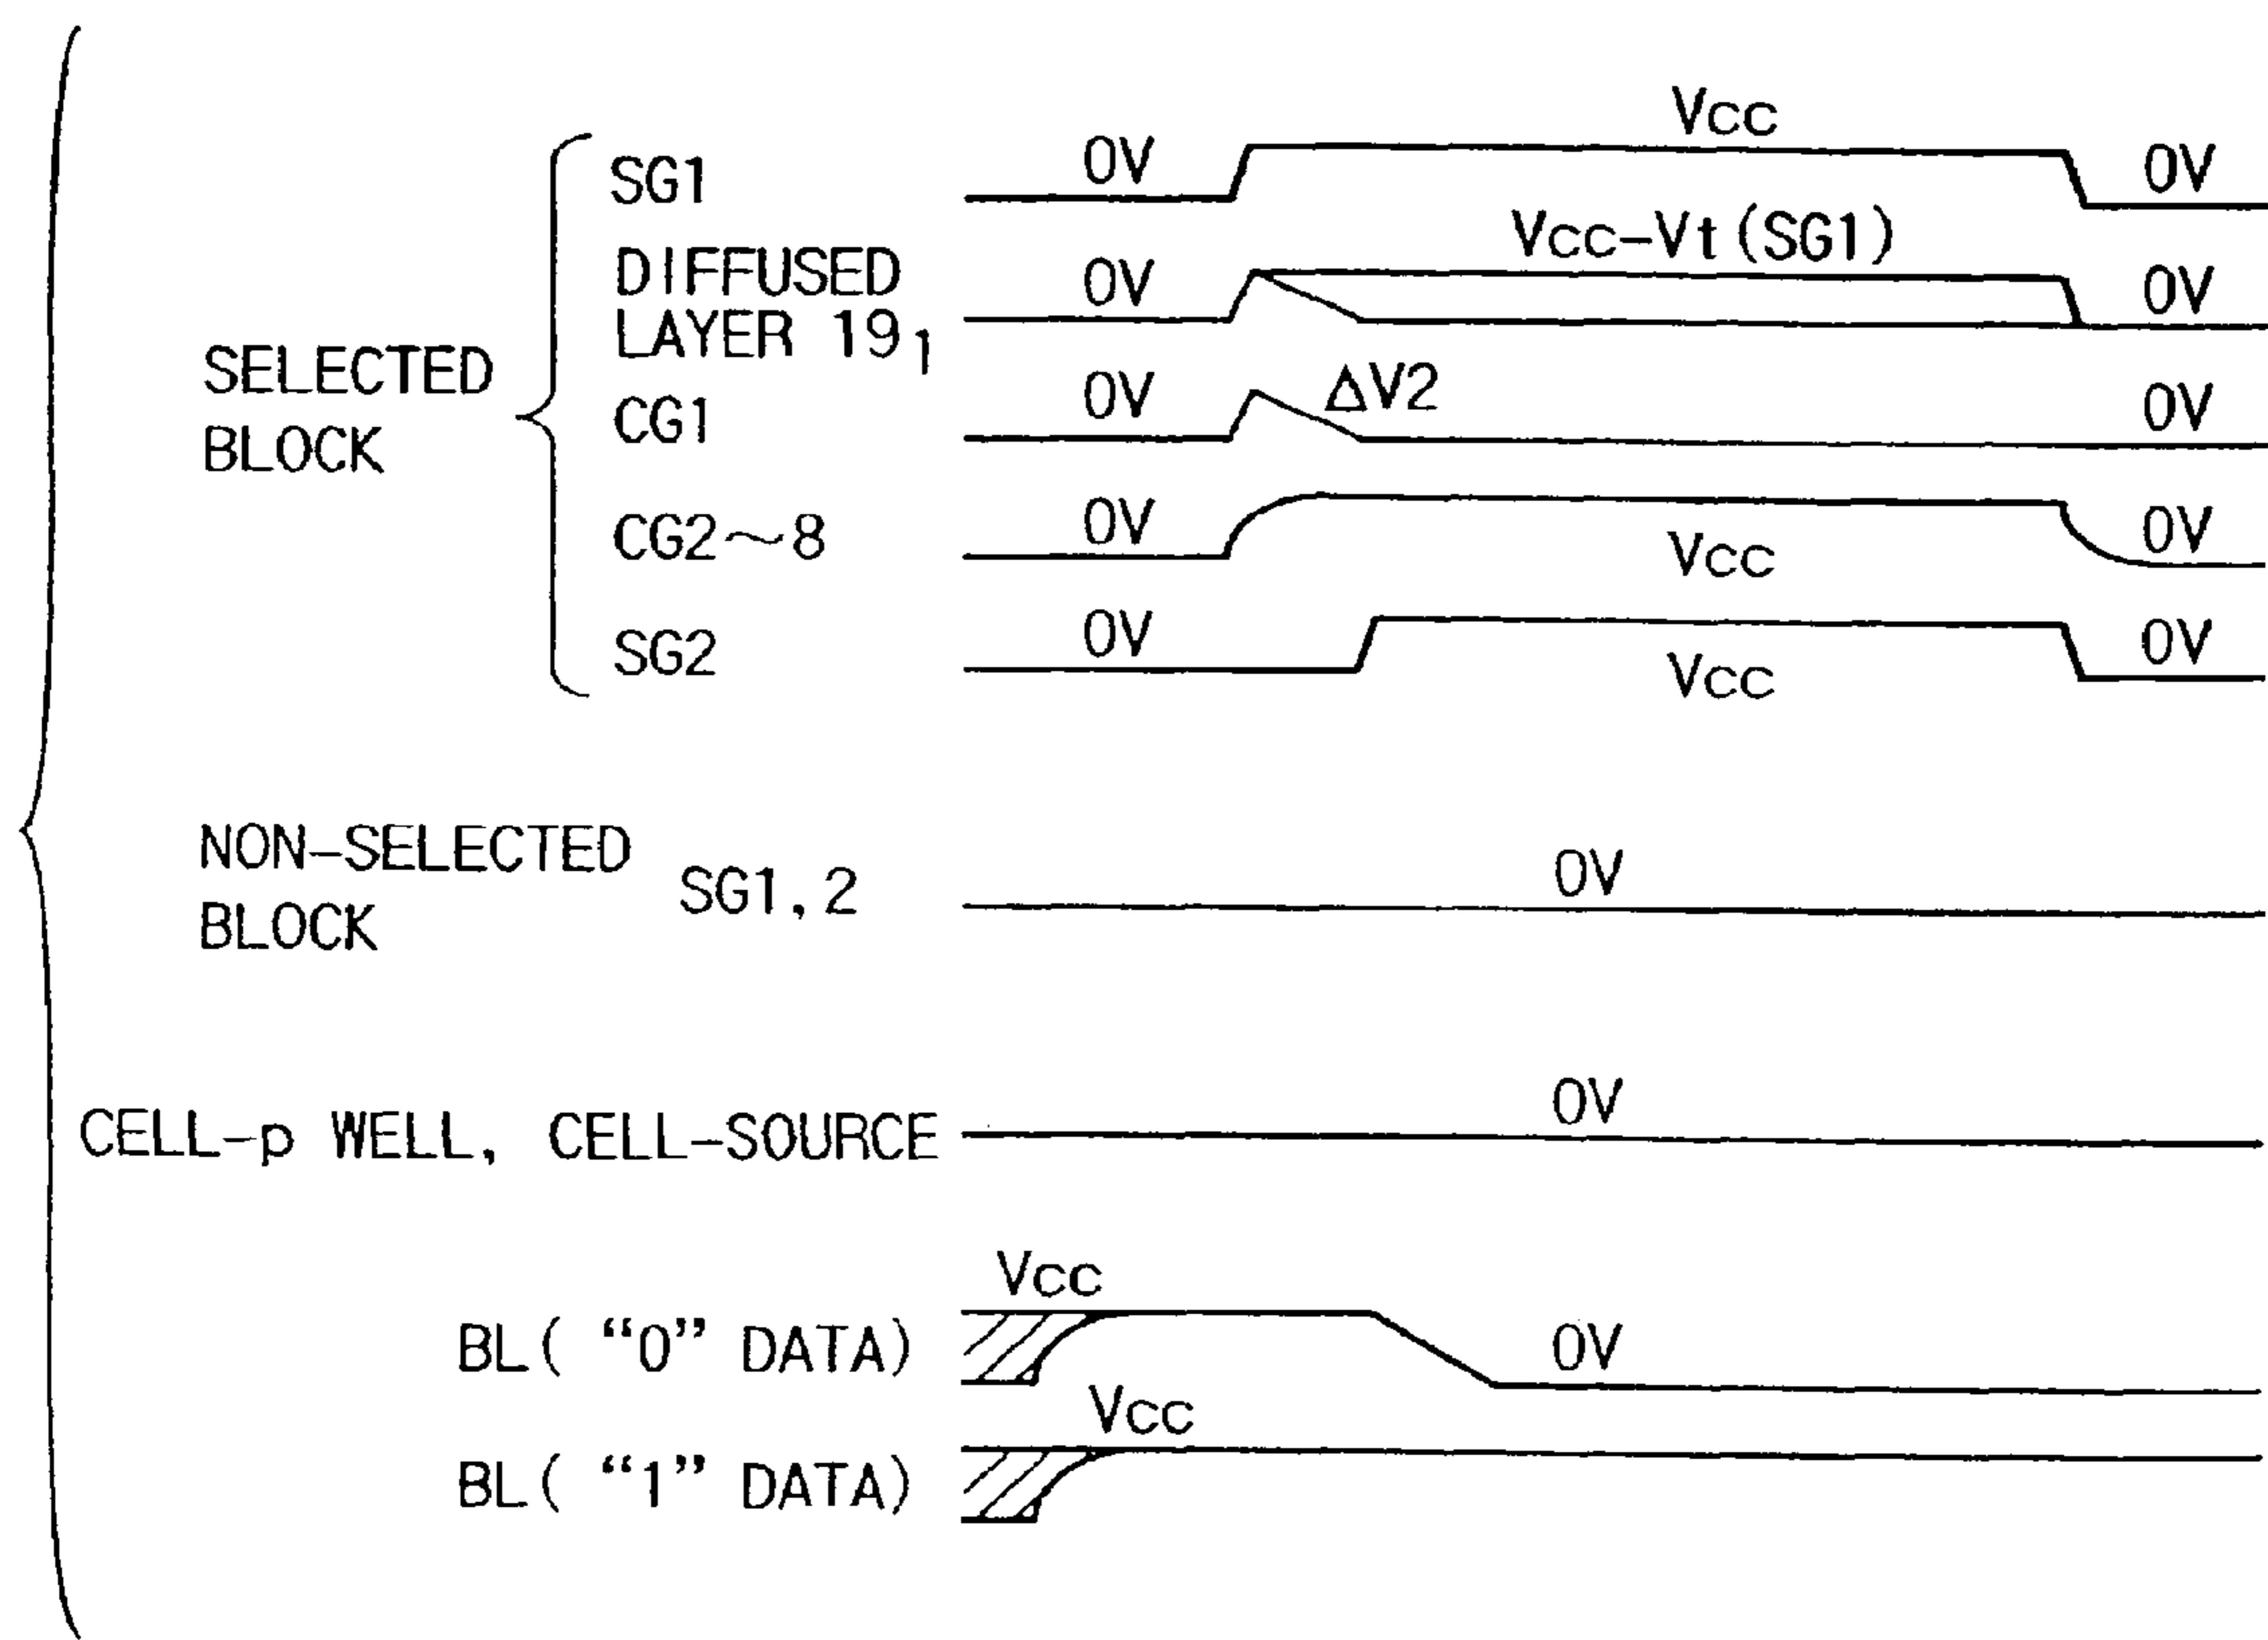 Vcc
SG1 0V 0V
Vcc-Vt(SG1)
DIFFUSED 0V 0V
LAYER 19₁
SELECTED
BLOCK
CG1 0V ΔV2 0V
CG2〜8 0V Vcc 0V
SG2 0V Vcc 0V
NON-SELECTED
BLOCK
SG1,2 0V
CELL-p WELL, CELL-SOURCE 0V
Vcc
BL( “0” DATA) 0V
Vcc
BL( “1” DATA)